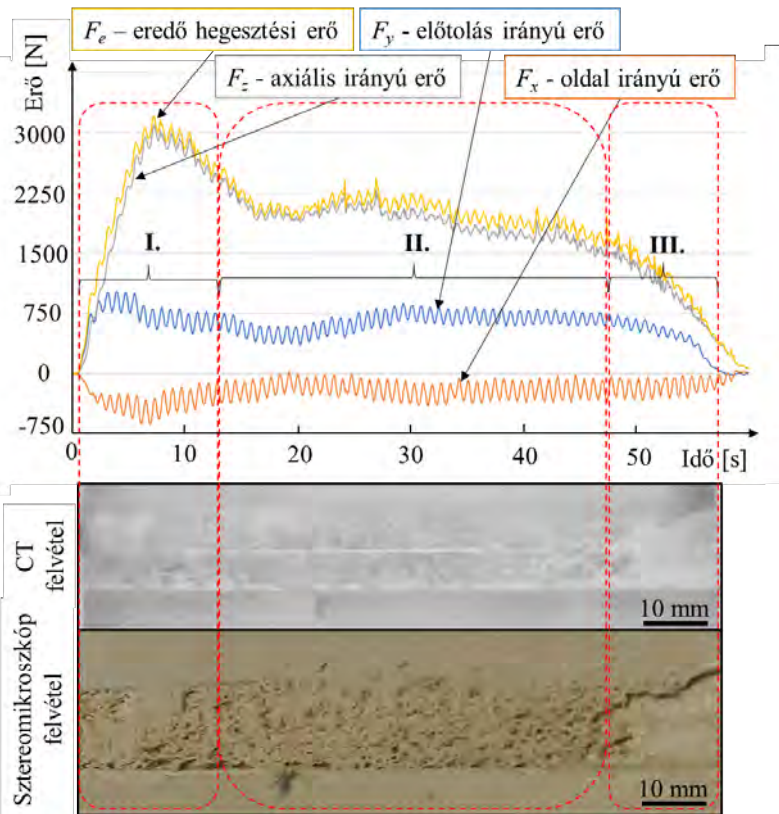 Fe – eredő hegesztési erő
Fy - előtolás irányú erő
Fz - axiális irányú erő
Fx - oldal irányú erő
Erő [N]
3000
2250
1500
750
0
-750
I.
II.
III.
0
10
20
30
40
50
Idő [s]
CT
felvétel
10 mm
Sztereomikroszkóp
felvétel
10 mm